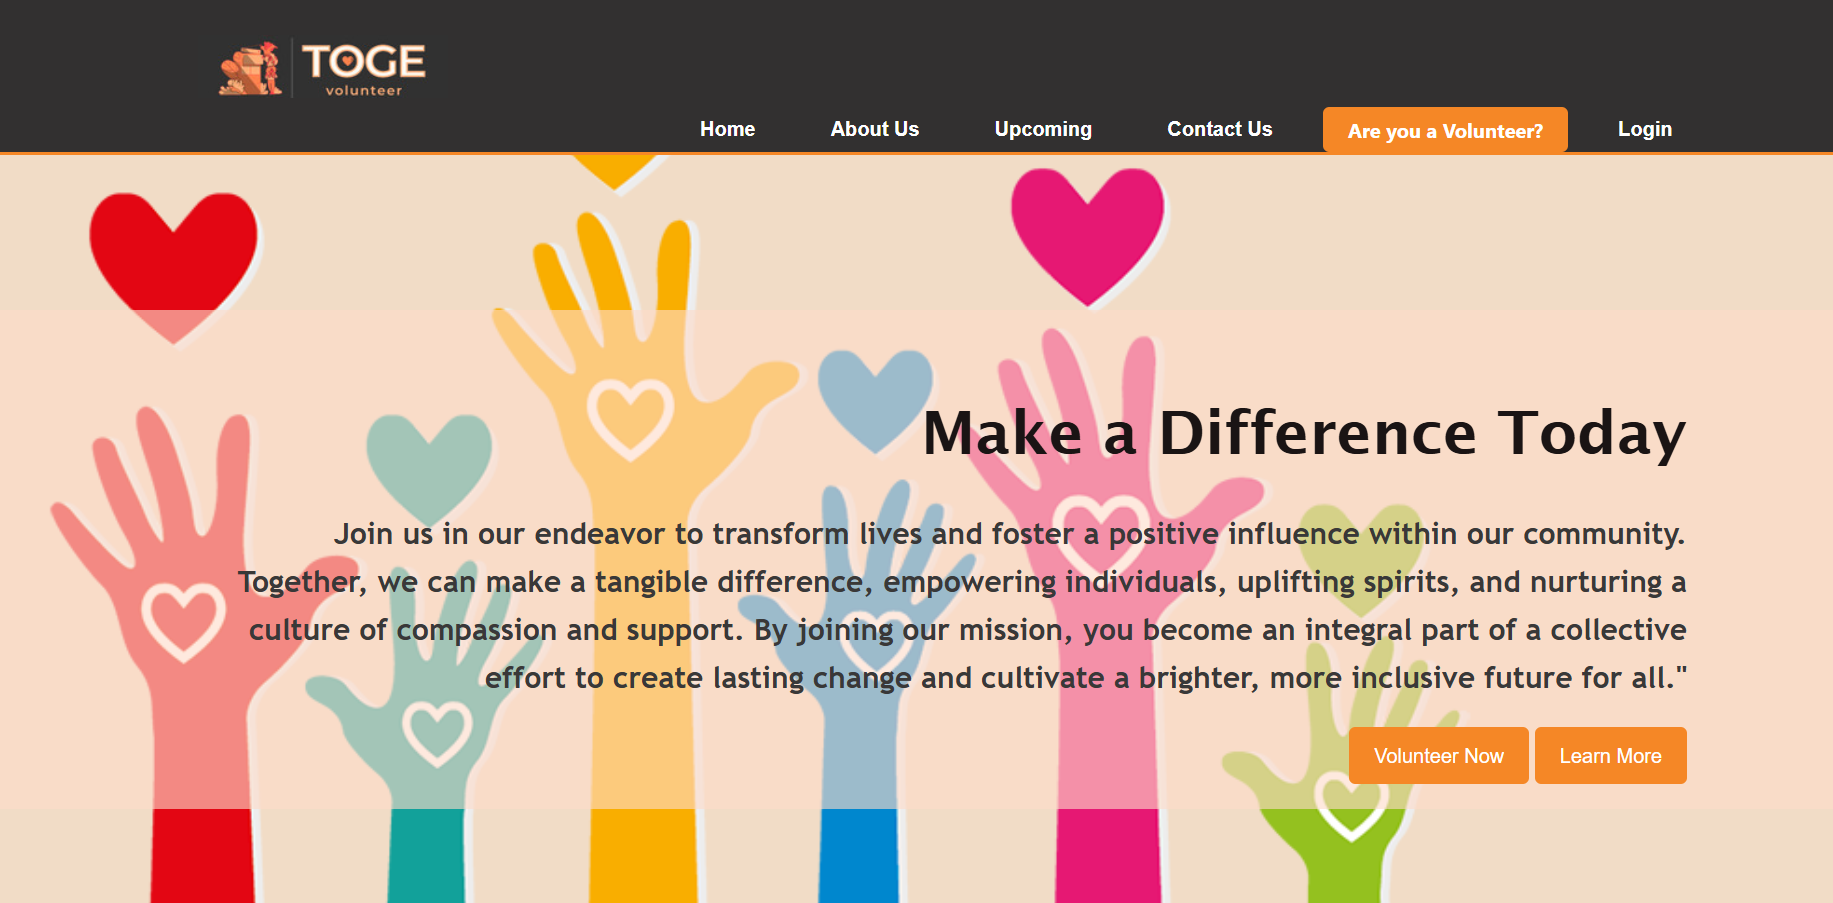 TOGE
volunteer
Home About Us Upcoming Contact Us Are you a Volunteer? Login
Make a Difference Today
Join us in our endeavor to transform lives and foster a positive influence within our community.
Together, we can make a tangible difference, empowering individuals, uplifting spirits, and nurturing a
culture of compassion and support. By joining our mission, you become an integral part of a collective
effort to create lasting change and cultivate a brighter, more inclusive future for all."
Volunteer Now Learn More